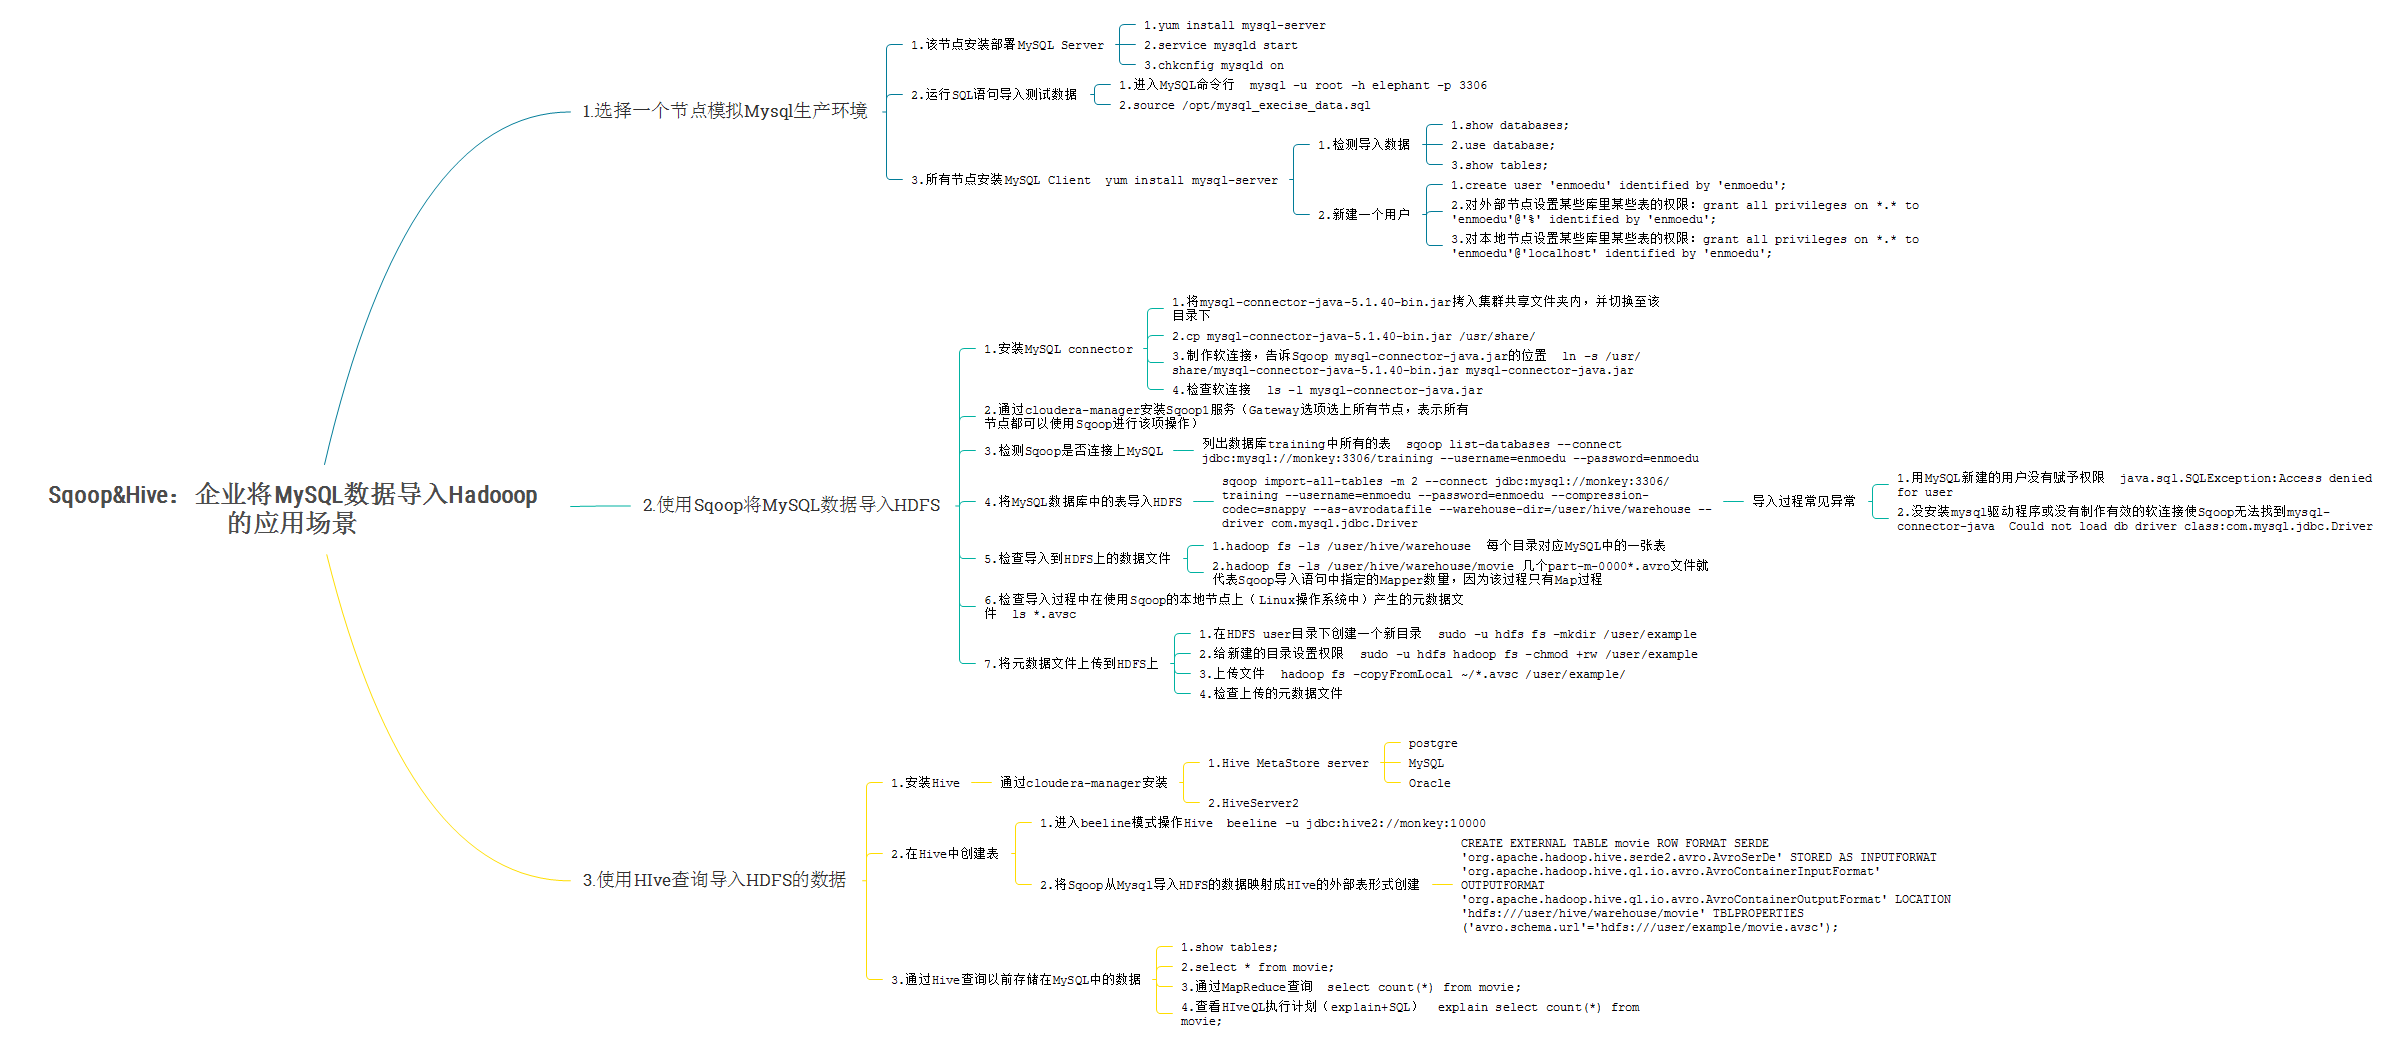 Sqoop&Hive：企业将MySQL数据导入Hadooop
的应用场景
1.选择一个节点模拟Mysql生产环境
1.该节点安装部署MySQL Server
1.yum install mysql-server
2.service mysqld start
3.chkcnfig mysqld on
2.运行SQL语句导入测试数据
1.进入MySQL命令行  mysql -u root -h elephant -p 3306
2.source /opt/mysql_execise_data.sql
3.所有节点安装MySQL Client  yum install mysql-server
1.检测导入数据
1.show databases;
2.use database;
3.show tables;
2.新建一个用户
1.create user 'enmoedu' identified by 'enmoedu';
2.对外部节点设置某些库里某些表的权限：grant all privileges on *.* to
'enmoedu'@'%' identified by 'enmoedu';
3.对本地节点设置某些库里某些表的权限：grant all privileges on *.* to
'enmoedu'@'localhost' identified by 'enmoedu';
2.使用Sqoop将MySQL数据导入HDFS
1.安装MySQL connector
1.将mysql-connector-java-5.1.40-bin.jar拷入集群共享文件夹内，并切换至该
目录下
2.cp mysql-connector-java-5.1.40-bin.jar /usr/share/
3.制作软连接，告诉Sqoop mysql-connector-java.jar的位置  ln -s /usr/
share/mysql-connector-java-5.1.40-bin.jar mysql-connector-java.jar
4.检查软连接  ls -l mysql-connector-java.jar
2.通过cloudera-manager安装Sqoop1服务（Gateway选项选上所有节点，表示所有
节点都可以使用Sqoop进行该项操作）
3.检测Sqoop是否连接上MySQL
列出数据库training中所有的表  sqoop list-databases --connect
jdbc:mysql://monkey:3306/training --username=enmoedu --password=enmoedu
4.将MySQL数据库中的表导入HDFS
sqoop import-all-tables -m 2 --connect jdbc:mysql://monkey:3306/
training --username=enmoedu --password=enmoedu --compression-
codec=snappy --as-avrodatafile --warehouse-dir=/user/hive/warehouse --
driver com.mysql.jdbc.Driver
导入过程常见异常
1.用MySQL新建的用户没有赋予权限  java.sql.SQLException:Access denied
for user
2.没安装mysql驱动程序或没有制作有效的软连接使Sqoop无法找到mysql-
connector-java  Could not load db driver class:com.mysql.jdbc.Driver
5.检查导入到HDFS上的数据文件
1.hadoop fs -ls /user/hive/warehouse  每个目录对应MySQL中的一张表
2.hadoop fs -ls /user/hive/warehouse/movie 几个part-m-0000*.avro文件就
代表Sqoop导入语句中指定的Mapper数量，因为该过程只有Map过程
6.检查导入过程中在使用Sqoop的本地节点上（Linux操作系统中）产生的元数据文
件  ls *.avsc
7.将元数据文件上传到HDFS上
1.在HDFS user目录下创建一个新目录  sudo -u hdfs fs -mkdir /user/example
2.给新建的目录设置权限  sudo -u hdfs hadoop fs -chmod +rw /user/example
3.上传文件  hadoop fs -copyFromLocal ~/*.avsc /user/example/
4.检查上传的元数据文件
3.使用HIve查询导入HDFS的数据
1.安装Hive
通过cloudera-manager安装
1.Hive MetaStore server
postgre
MySQL
Oracle
2.HiveServer2
2.在Hive中创建表
1.进入beeline模式操作Hive  beeline -u jdbc:hive2://monkey:10000
2.将Sqoop从Mysql导入HDFS的数据映射成HIve的外部表形式创建
CREATE EXTERNAL TABLE movie ROW FORMAT SERDE
'org.apache.hadoop.hive.serde2.avro.AvroSerDe' STORED AS INPUTFORWAT
'org.apache.hadoop.hive.ql.io.avro.AvroContainerInputFormat'
OUTPUTFORMAT
'org.apache.hadoop.hive.ql.io.avro.AvroContainerOutputFormat' LOCATION
'hdfs:///user/hive/warehouse/movie' TBLPROPERTIES
('avro.schema.url'='hdfs:///user/example/movie.avsc');
3.通过Hive查询以前存储在MySQL中的数据
1.show tables;
2.select * from movie;
3.通过MapReduce查询  select count(*) from movie;
4.查看HIveQL执行计划（explain+SQL）  explain select count(*) from
movie;